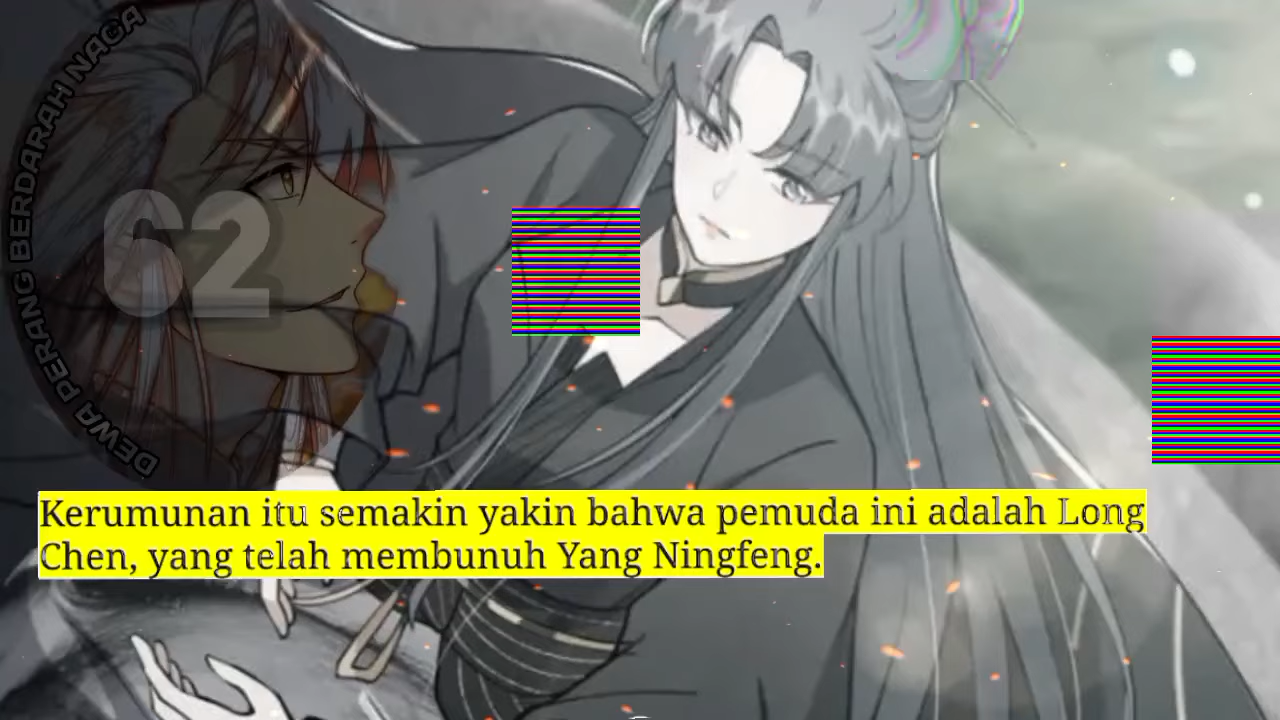 DEWA PERANG BERDARAH NAGA
62
Kerumunan itu semakin yakin bahwa pemuda ini adalah Long
Chen, yang telah membunuh Yang Ningfeng.